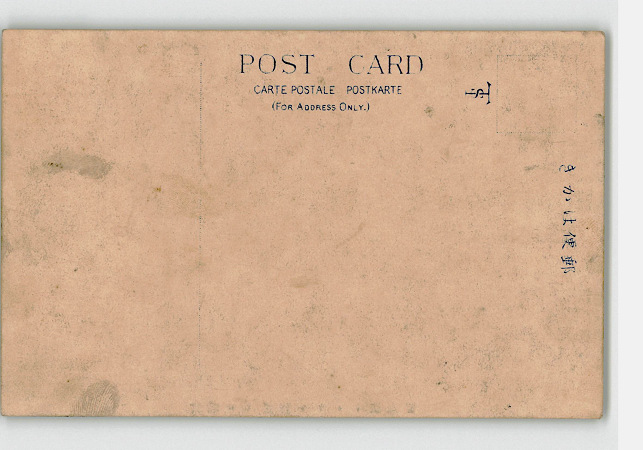 POST CARD
CARTE POSTALE POSTKARTE
(FOR ADDRESS ONLY.)
きかは便郵